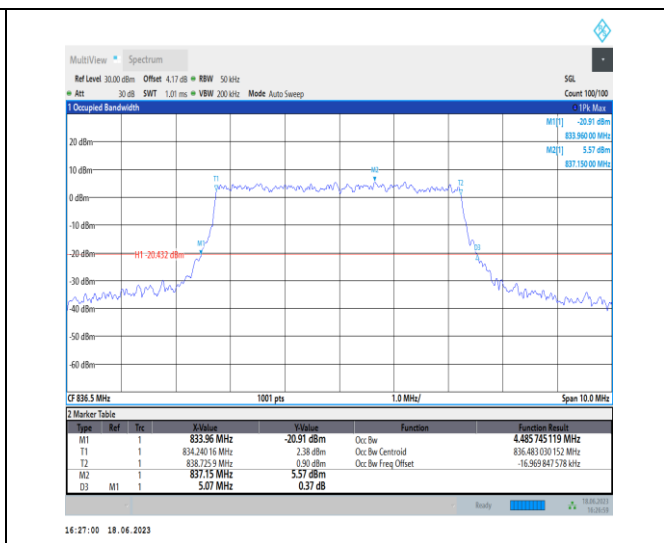 MultiView Spectrum
Ref Level 30.00 dBm Offset 4.17 dB RBW 50 kHz SGL
Att 30 dB SWT 1.01 ms VBW 200 kHz Mode Auto Sweep Count 100/100
1 Occupied Bandwidth 1Pk Max
M1[1] -20.91 dBm
833.960 00 MHz
M2[1] 5.57 dBm
837.150 00 MHz
20 dBm
10 dBm
M2
T1 T2
0 dBm
-10 dBm
M1 D3
-20 dBm H1 -20.432 dBm
-30 dBm
-40 dBm
-50 dBm
-60 dBm
CF 836.5 MHz 1001 pts 1.0 MHz/ Span 10.0 MHz
2 Marker Table
Type Ref Trc X-Value Y-Value Function Function Result
M1 1 833.96 MHz -20.91 dBm Occ Bw 4.485 745 119 MHz
T1 1 834.240 16 MHz 2.38 dBm Occ Bw Centroid 836.483 030 152 MHz
T2 1 838.725 9 MHz 0.90 dBm Occ Bw Freq Offset -16.969 847 578 kHz
M2 1 837.15 MHz 5.57 dBm
D3 M1 1 5.07 MHz 0.37 dB
Ready 18.06.2023
16:26:59
16:27:00 18.06.2023